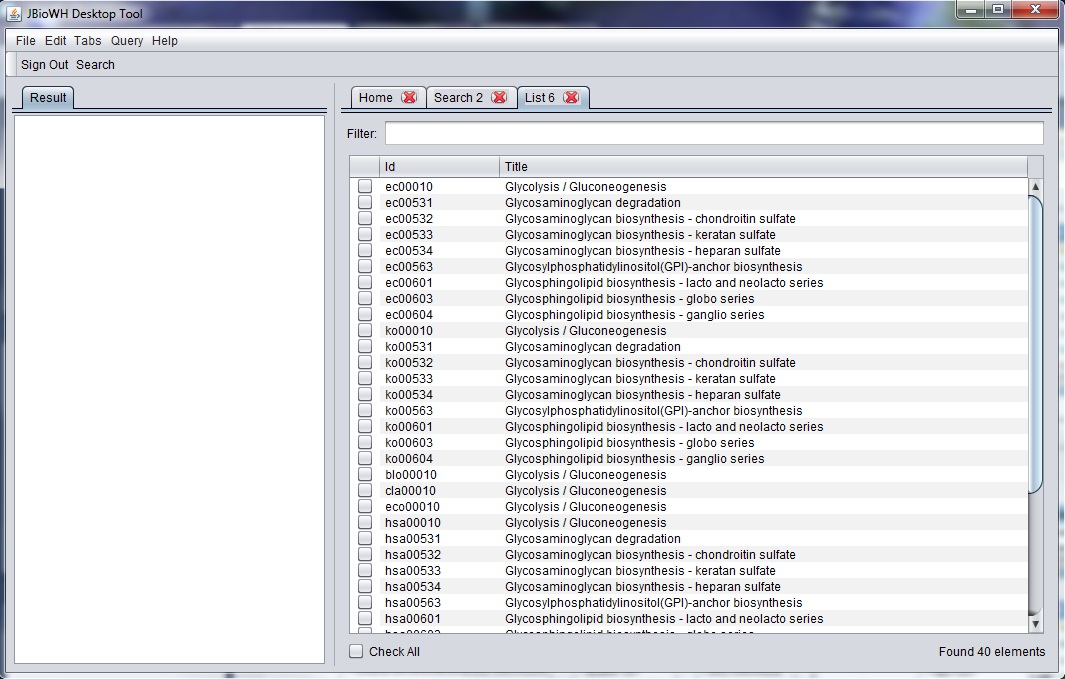 JBioWH Desktop Tool
File Edit Tabs Query Help
Sign Out Search
Result
Home Search 2 List 6
Filter:
Id Title
ec00010 Glycolysis / Gluconeogenesis
ec00531 Glycosaminoglycan degradation
ec00532 Glycosaminoglycan biosynthesis - chondroitin sulfate
ec00533 Glycosaminoglycan biosynthesis - keratan sulfate
ec00534 Glycosaminoglycan biosynthesis - heparan sulfate
ec00563 Glycosylphosphatidylinositol(GPI)-anchor biosynthesis
ec00601 Glycosphingolipid biosynthesis - lacto and neolacto series
ec00603 Glycosphingolipid biosynthesis - globo series
ec00604 Glycosphingolipid biosynthesis - ganglio series
ko00010 Glycolysis / Gluconeogenesis
ko00531 Glycosaminoglycan degradation
ko00532 Glycosaminoglycan biosynthesis - chondroitin sulfate
ko00533 Glycosaminoglycan biosynthesis - keratan sulfate
ko00534 Glycosaminoglycan biosynthesis - heparan sulfate
ko00563 Glycosylphosphatidylinositol(GPI)-anchor biosynthesis
ko00601 Glycosphingolipid biosynthesis - lacto and neolacto series
ko00603 Glycosphingolipid biosynthesis - globo series
ko00604 Glycosphingolipid biosynthesis - ganglio series
blo00010 Glycolysis / Gluconeogenesis
cla00010 Glycolysis / Gluconeogenesis
eco00010 Glycolysis / Gluconeogenesis
hsa00010 Glycolysis / Gluconeogenesis
hsa00531 Glycosaminoglycan degradation
hsa00532 Glycosaminoglycan biosynthesis - chondroitin sulfate
hsa00533 Glycosaminoglycan biosynthesis - keratan sulfate
hsa00534 Glycosaminoglycan biosynthesis - heparan sulfate
hsa00563 Glycosylphosphatidylinositol(GPI)-anchor biosynthesis
hsa00601 Glycosphingolipid biosynthesis - lacto and neolacto series
Check All Found 40 elements